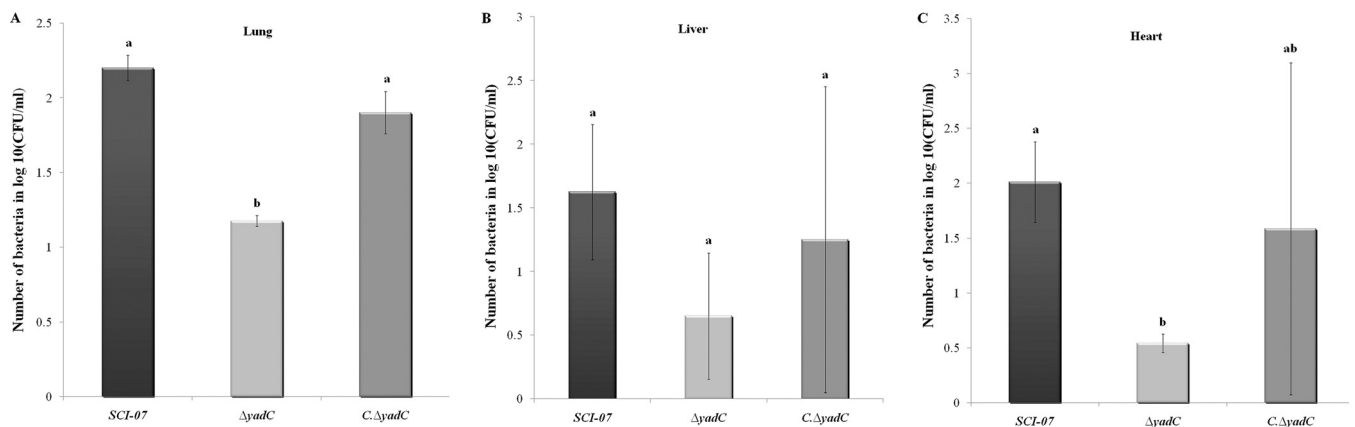 A
Lung
Number of bacteria in log 10(CFU/ml)
2.5
2
1.5
1
0.5
0
a
b
a
SCI-07
ΔyadC
C.ΔyadC
B
Liver
Number of bacteria in log 10(CFU/ml)
3
2.5
2
1.5
1
0.5
0
a
a
a
SCI-07
ΔyadC
C.ΔyadC
C
Heart
Number of bacteria in log 10(CFU/ml)
3.5
3
2.5
2
1.5
1
0.5
0
a
b
ab
SCI-07
ΔyadC
C.ΔyadC